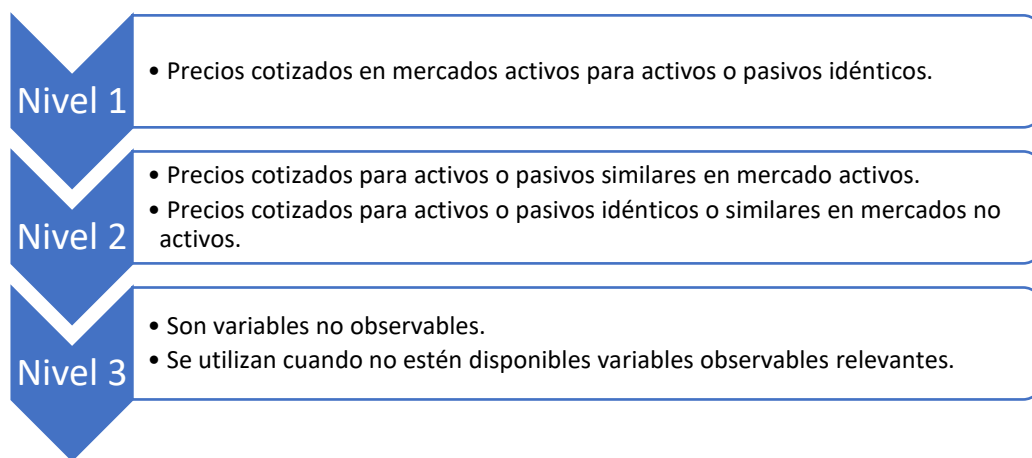 Nivel 1
• Precios cotizados en mercados activos para activos o pasivos idénticos.
Nivel 2
• Precios cotizados para activos o pasivos similares en mercado activos.
• Precios cotizados para activos o pasivos idénticos o similares en mercados no
activos.
Nivel 3
• Son variables no observables.
• Se utilizan cuando no estén disponibles variables observables relevantes.